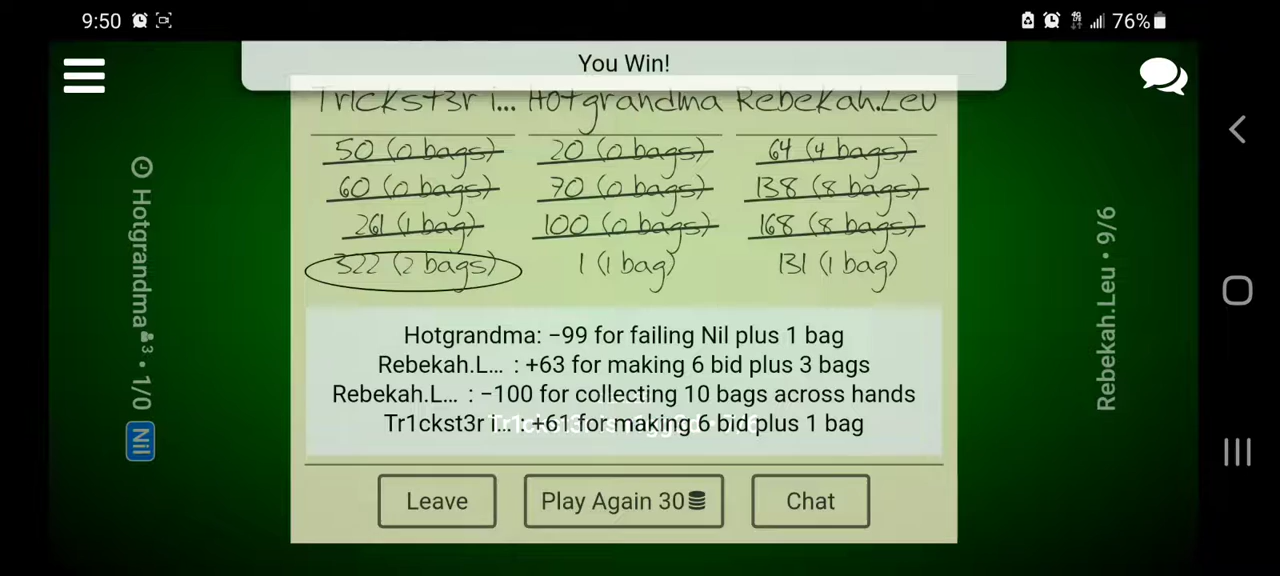 9:50
4G
76%
You Win!
Tr1ckst3r i... Hotgrandma Rebekah.Leu
50 (0 bags) 20 (0 bags) 64 (4 bags)
60 (0 bags) 70 (0 bags) 138 (8 bags)
261 (1 bag) 100 (0 bags) 168 (8 bags)
322 (2 bags) 1 (1 bag) 131 (1 bag)
Hotgrandma: −99 for failing Nil plus 1 bag
Rebekah.L... : +63 for making 6 bid plus 3 bags
Rebekah.L... : −100 for collecting 10 bags across hands
Tr1ckst3r i... : +61 for making 6 bid plus 1 bag
Leave
Play Again 30
Chat
Hotgrandma 3 • 1/0 Nil
Rebekah.Leu • 9/6